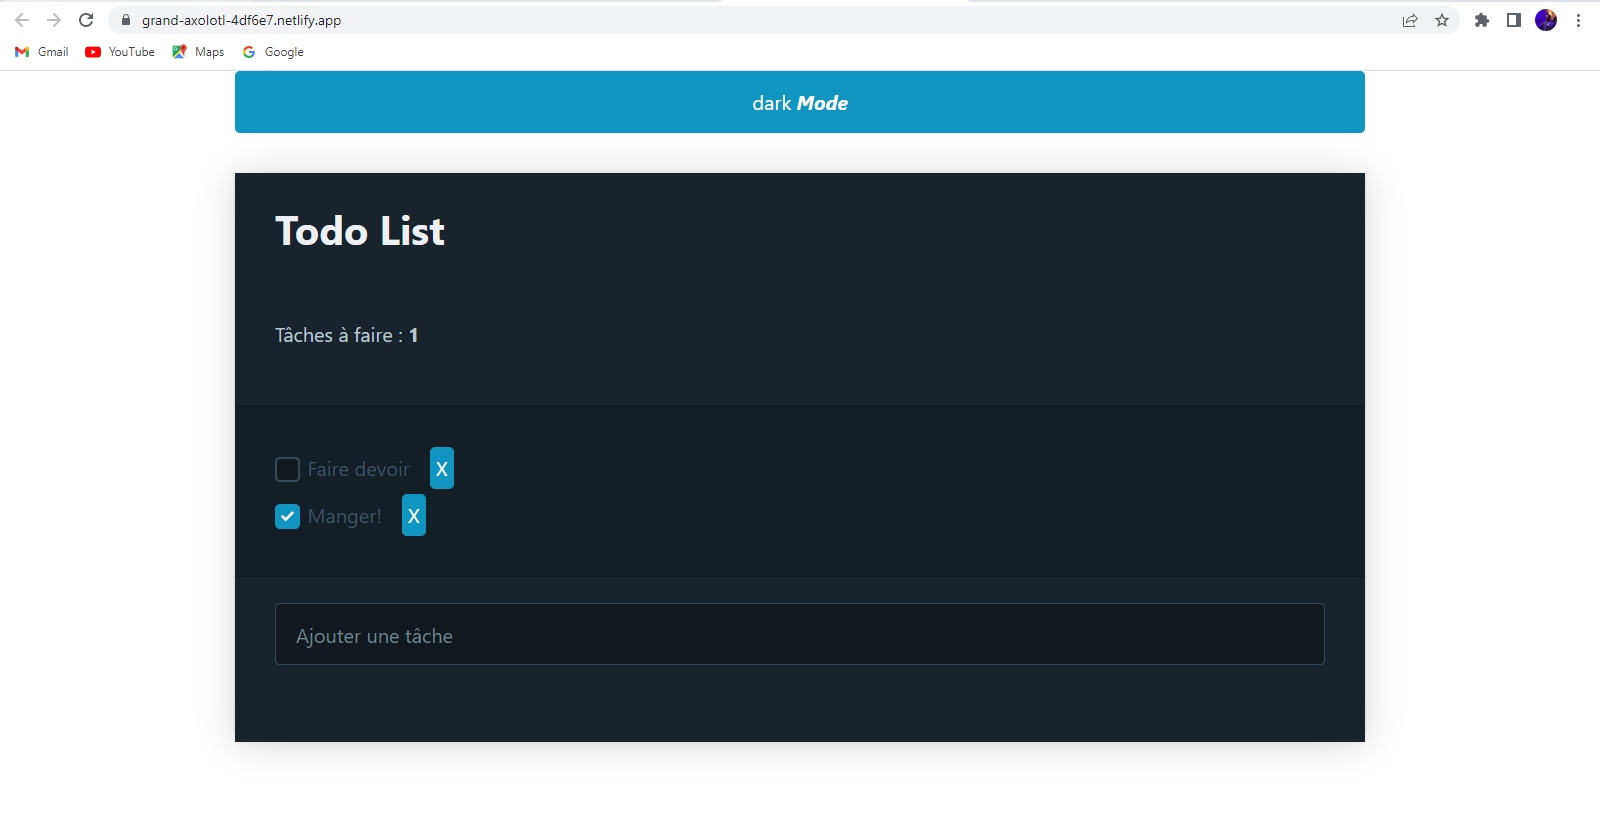 grand-axolotl-4df6e7.netlify.app
Gmail YouTube Maps Google
dark Mode
Todo List
Tâches à faire : 1
Faire devoir X
Manger! X
Ajouter une tâche